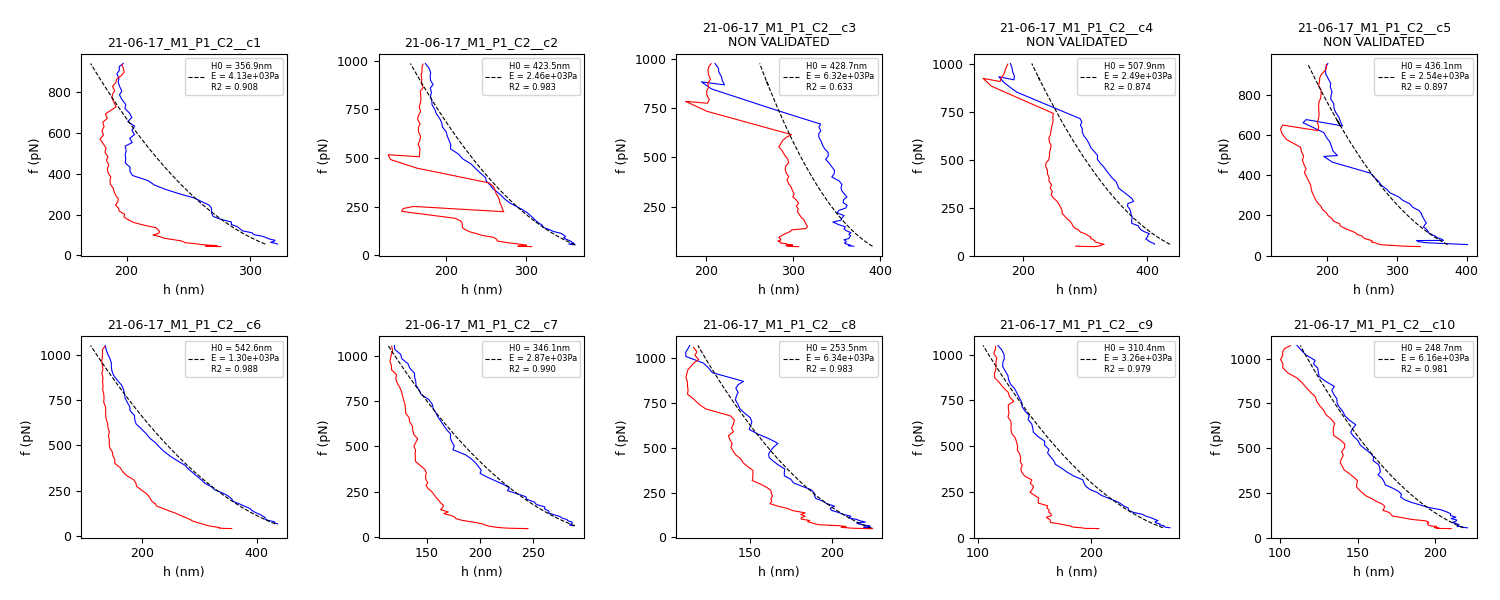 21-06-17_M1_P1_C2__c1
H0 = 356.9nm
E = 4.13e+03Pa
R2 = 0.908
f (pN)
800
600
400
200
0
200 300
h (nm)
21-06-17_M1_P1_C2__c2
H0 = 423.5nm
E = 2.46e+03Pa
R2 = 0.983
f (pN)
1000
750
500
250
0
200 300
h (nm)
21-06-17_M1_P1_C2__c3
NON VALIDATED
H0 = 428.7nm
E = 6.32e+03Pa
R2 = 0.633
f (pN)
1000
750
500
250
200 300 400
h (nm)
21-06-17_M1_P1_C2__c4
NON VALIDATED
H0 = 507.9nm
E = 2.49e+03Pa
R2 = 0.874
f (pN)
1000
750
500
250
0
200 400
h (nm)
21-06-17_M1_P1_C2__c5
NON VALIDATED
H0 = 436.1nm
E = 2.54e+03Pa
R2 = 0.897
f (pN)
800
600
400
200
0
200 300 400
h (nm)
21-06-17_M1_P1_C2__c6
H0 = 542.6nm
E = 1.30e+03Pa
R2 = 0.988
f (pN)
1000
750
500
250
0
200 400
h (nm)
21-06-17_M1_P1_C2__c7
H0 = 346.1nm
E = 2.87e+03Pa
R2 = 0.990
f (pN)
1000
750
500
250
0
150 200 250
h (nm)
21-06-17_M1_P1_C2__c8
H0 = 253.5nm
E = 6.34e+03Pa
R2 = 0.983
f (pN)
1000
750
500
250
0
150 200
h (nm)
21-06-17_M1_P1_C2__c9
H0 = 310.4nm
E = 3.26e+03Pa
R2 = 0.979
f (pN)
1000
750
500
250
0
100 200
h (nm)
21-06-17_M1_P1_C2__c10
H0 = 248.7nm
E = 6.16e+03Pa
R2 = 0.981
f (pN)
1000
750
500
250
0
100 150 200
h (nm)